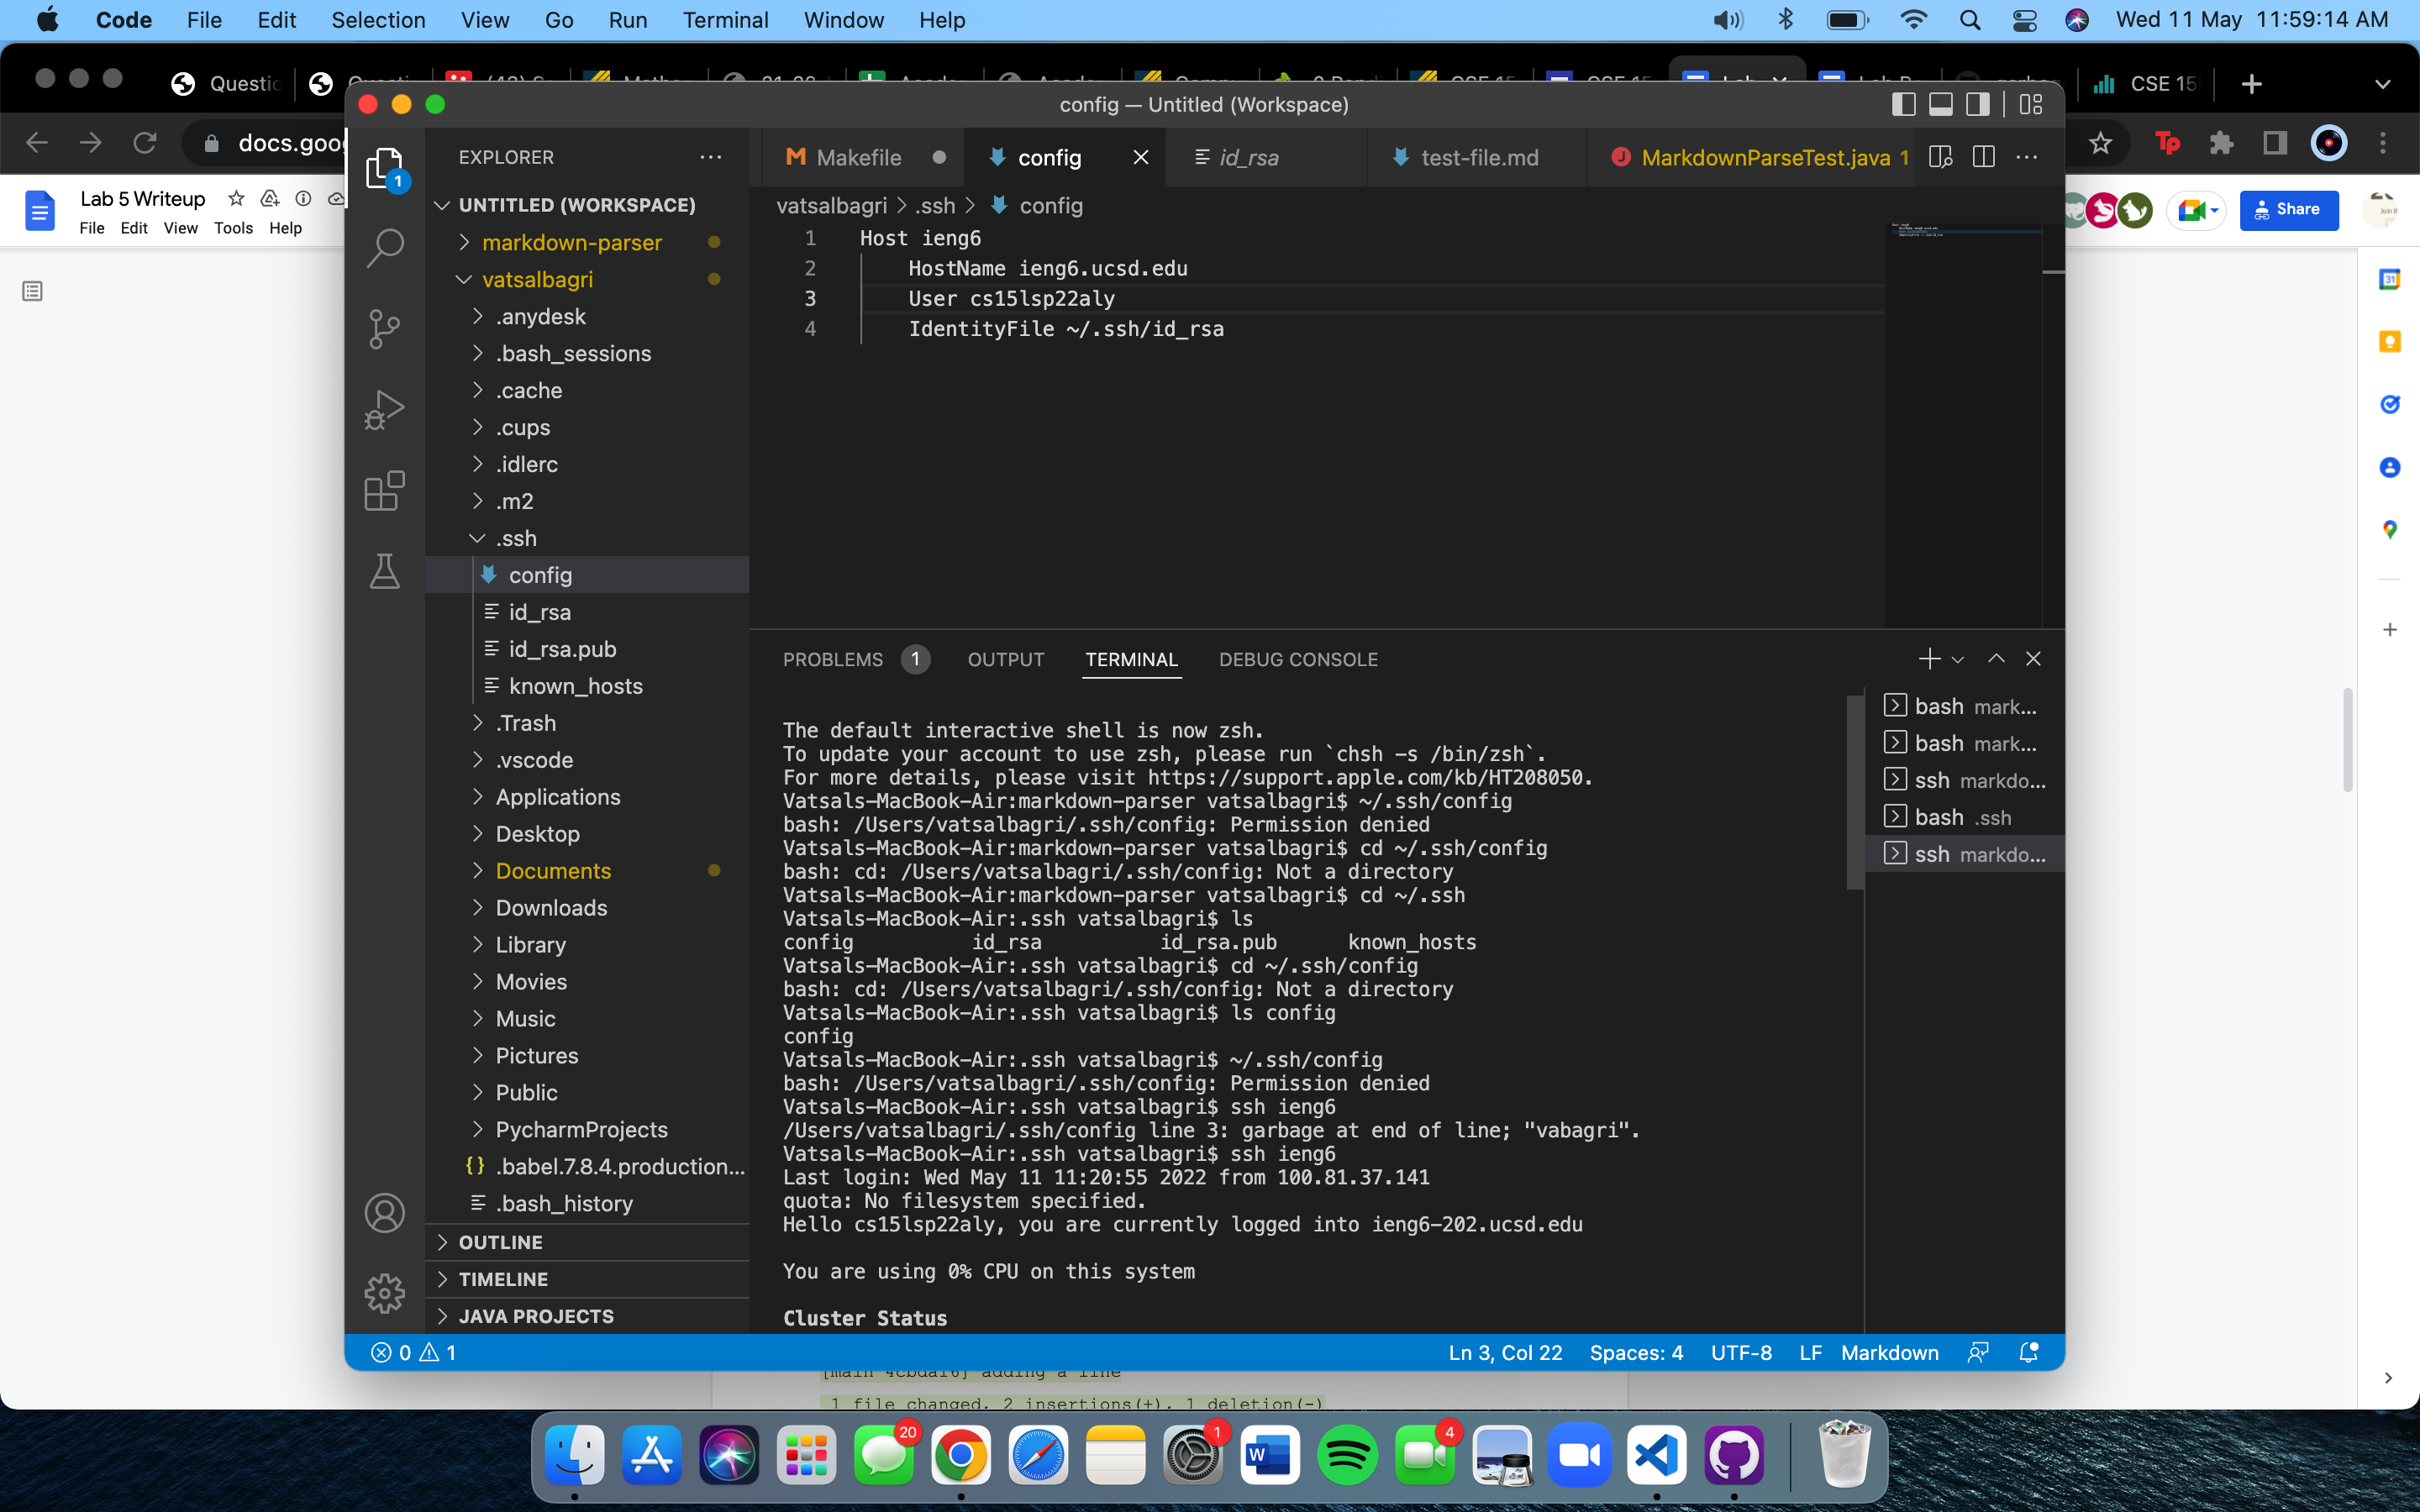 Code File Edit Selection View Go Run Terminal Window Help Wed 11 May 11:59:14 AM
Questio CSE 15
docs.goo
config — Untitled (Workspace)
Lab 5 Writeup
File Edit View Tools Help
Share
EXPLORER
Makefile config id_rsa test-file.md MarkdownParseTest.java 1
1
UNTITLED (WORKSPACE)
vatsalbagri > .ssh > config
markdown-parser
vatsalbagri
.anydesk
.bash_sessions
.cache
.cups
.idlerc
.m2
.ssh
config
id_rsa
id_rsa.pub
known_hosts
.Trash
.vscode
Applications
Desktop
Documents
Downloads
Library
Movies
Music
Pictures
Public
PycharmProjects
{} .babel.7.8.4.production...
.bash_history
OUTLINE
TIMELINE
JAVA PROJECTS
1 Host ieng6
2 HostName ieng6.ucsd.edu
3 User cs15lsp22aly
4 IdentityFile ~/.ssh/id_rsa
PROBLEMS 1 OUTPUT TERMINAL DEBUG CONSOLE
The default interactive shell is now zsh.
To update your account to use zsh, please run `chsh -s /bin/zsh`.
For more details, please visit https://support.apple.com/kb/HT208050.
Vatsals-MacBook-Air:markdown-parser vatsalbagri$ ~/.ssh/config
bash: /Users/vatsalbagri/.ssh/config: Permission denied
Vatsals-MacBook-Air:markdown-parser vatsalbagri$ cd ~/.ssh/config
bash: cd: /Users/vatsalbagri/.ssh/config: Not a directory
Vatsals-MacBook-Air:markdown-parser vatsalbagri$ cd ~/.ssh
Vatsals-MacBook-Air:.ssh vatsalbagri$ ls
config id_rsa id_rsa.pub known_hosts
Vatsals-MacBook-Air:.ssh vatsalbagri$ cd ~/.ssh/config
bash: cd: /Users/vatsalbagri/.ssh/config: Not a directory
Vatsals-MacBook-Air:.ssh vatsalbagri$ ls config
config
Vatsals-MacBook-Air:.ssh vatsalbagri$ ~/.ssh/config
bash: /Users/vatsalbagri/.ssh/config: Permission denied
Vatsals-MacBook-Air:.ssh vatsalbagri$ ssh ieng6
/Users/vatsalbagri/.ssh/config line 3: garbage at end of line; "vabagri".
Vatsals-MacBook-Air:.ssh vatsalbagri$ ssh ieng6
Last login: Wed May 11 11:20:55 2022 from 100.81.37.141
quota: No filesystem specified.
Hello cs15lsp22aly, you are currently logged into ieng6-202.ucsd.edu
You are using 0% CPU on this system
Cluster Status
bash mark...
bash mark...
ssh markdo...
bash .ssh
ssh markdo...
0 1 Ln 3, Col 22 Spaces: 4 UTF-8 LF Markdown
1 file changed, 2 insertions(+), 1 deletion(-)
20 1 4